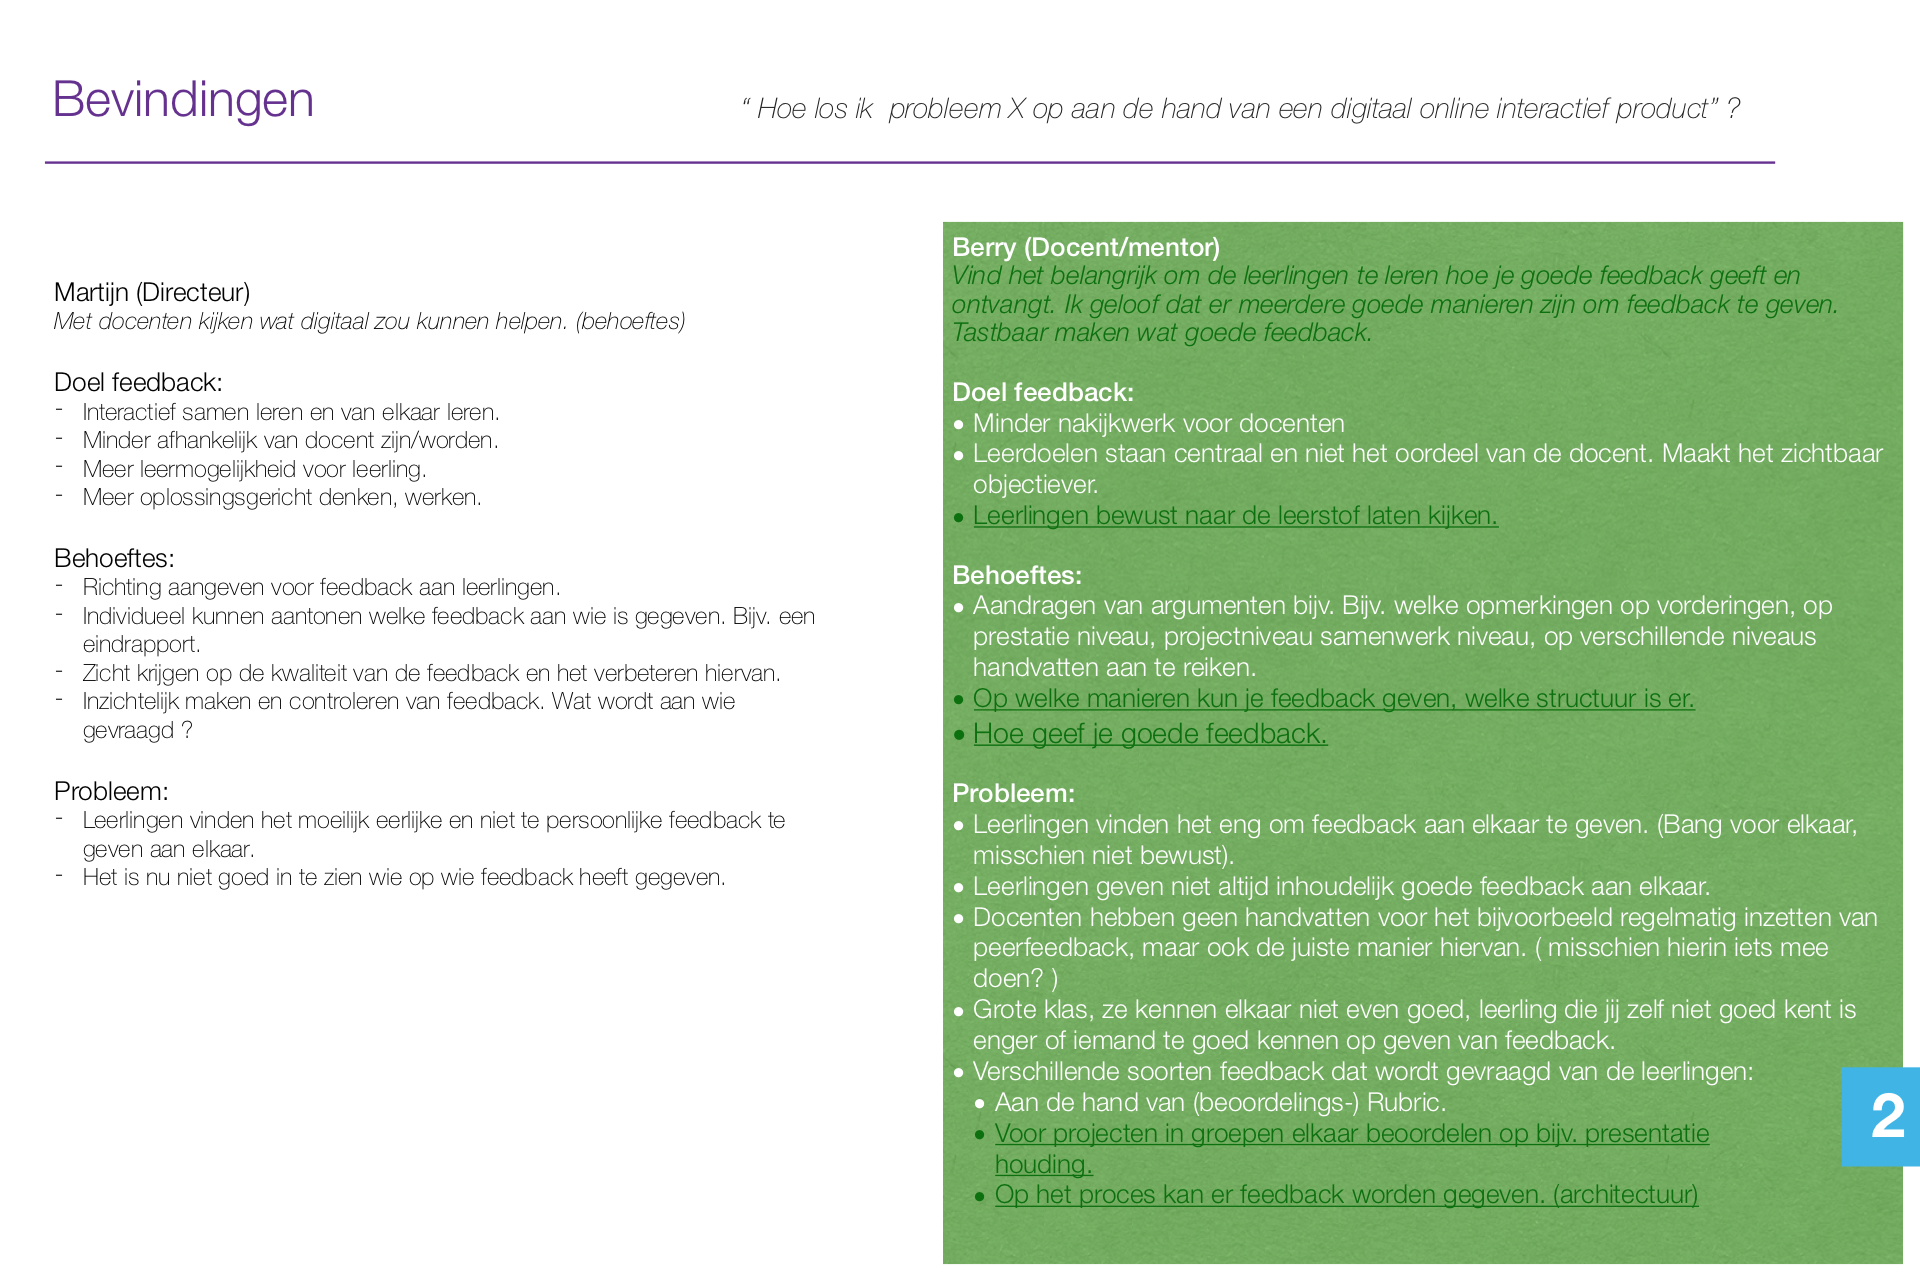 Bevindingen
“ Hoe los ik  probleem X op aan de hand van een digitaal online interactief product” ?
Martijn (Directeur)
Met docenten kijken wat digitaal zou kunnen helpen. (behoeftes)
Doel feedback:
- Interactief samen leren en van elkaar leren.
- Minder afhankelijk van docent zijn/worden.
- Meer leermogelijkheid voor leerling.
- Meer oplossingsgericht denken, werken.
Behoeftes:
- Richting aangeven voor feedback aan leerlingen.
- Individueel kunnen aantonen welke feedback aan wie is gegeven. Bijv. een
eindrapport.
- Zicht krijgen op de kwaliteit van de feedback en het verbeteren hiervan.
- Inzichtelijk maken en controleren van feedback. Wat wordt aan wie
gevraagd ?
Probleem:
- Leerlingen vinden het moeilijk eerlijke en niet te persoonlijke feedback te
geven aan elkaar.
- Het is nu niet goed in te zien wie op wie feedback heeft gegeven.
Berry (Docent/mentor)
Vind het belangrijk om de leerlingen te leren hoe je goede feedback geeft en
ontvangt. Ik geloof dat er meerdere goede manieren zijn om feedback te geven.
Tastbaar maken wat goede feedback.
Doel feedback:
• Minder nakijkwerk voor docenten
• Leerdoelen staan centraal en niet het oordeel van de docent. Maakt het zichtbaar
objectiever.
• Leerlingen bewust naar de leerstof laten kijken.
Behoeftes:
• Aandragen van argumenten bijv. Bijv. welke opmerkingen op vorderingen, op
prestatie niveau, projectniveau samenwerk niveau, op verschillende niveaus
handvatten aan te reiken.
• Op welke manieren kun je feedback geven, welke structuur is er.
• Hoe geef je goede feedback.
Probleem:
• Leerlingen vinden het eng om feedback aan elkaar te geven. (Bang voor elkaar,
misschien niet bewust).
• Leerlingen geven niet altijd inhoudelijk goede feedback aan elkaar.
• Docenten hebben geen handvatten voor het bijvoorbeeld regelmatig inzetten van
peerfeedback, maar ook de juiste manier hiervan. ( misschien hierin iets mee
doen? )
• Grote klas, ze kennen elkaar niet even goed, leerling die jij zelf niet goed kent is
enger of iemand te goed kennen op geven van feedback.
• Verschillende soorten feedback dat wordt gevraagd van de leerlingen:
• Aan de hand van (beoordelings-) Rubric.
• Voor projecten in groepen elkaar beoordelen op bijv. presentatie
houding.
• Op het proces kan er feedback worden gegeven. (architectuur)
2